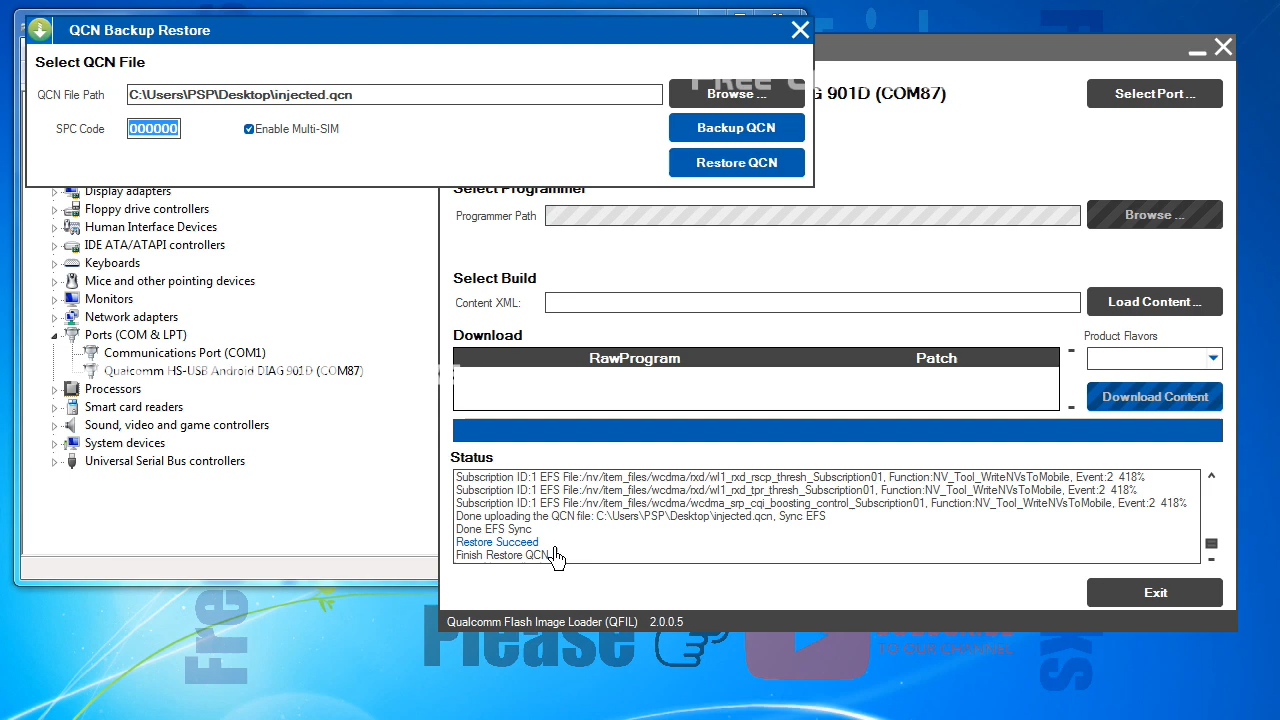 QCN Backup Restore
Select QCN File
QCN File Path
C:\Users\PSP\Desktop\injected.qcn
Browse ...
SPC Code
000000
Enable Multi-SIM
Backup QCN
Restore QCN
G 901D (COM87)
Select Port ...
Select Programmer
Programmer Path
Browse ...
Select Build
Content XML:
Load Content ...
Download
RawProgram
Patch
Product Flavors
Download Content
Status
Subscription ID:1 EFS File:/nv/item_files/wcdma/rxd/wl1_rxd_rscp_thresh_Subscription01, Function:NV_Tool_WriteNVsToMobile, Event:2 418%
Subscription ID:1 EFS File:/nv/item_files/wcdma/rxd/wl1_rxd_tpr_thresh_Subscription01, Function:NV_Tool_WriteNVsToMobile, Event:2 418%
Subscription ID:1 EFS File:/nv/item_files/wcdma/wcdma_srp_cqi_boosting_control_Subscription01, Function:NV_Tool_WriteNVsToMobile, Event:2 418%
Done uploading the QCN file: C:\Users\PSP\Desktop\injected.qcn, Sync EFS
Done EFS Sync
Restore Succeed
Finish Restore QCN
Exit
Qualcomm Flash Image Loader (QFIL) 2.0.0.5
Display adapters
Floppy drive controllers
Human Interface Devices
IDE ATA/ATAPI controllers
Keyboards
Mice and other pointing devices
Monitors
Network adapters
Ports (COM & LPT)
Communications Port (COM1)
Qualcomm HS-USB Android DIAG 901D (COM87)
Processors
Smart card readers
Sound, video and game controllers
System devices
Universal Serial Bus controllers
Please
SUBSCRIBE
TO OUR CHANNEL